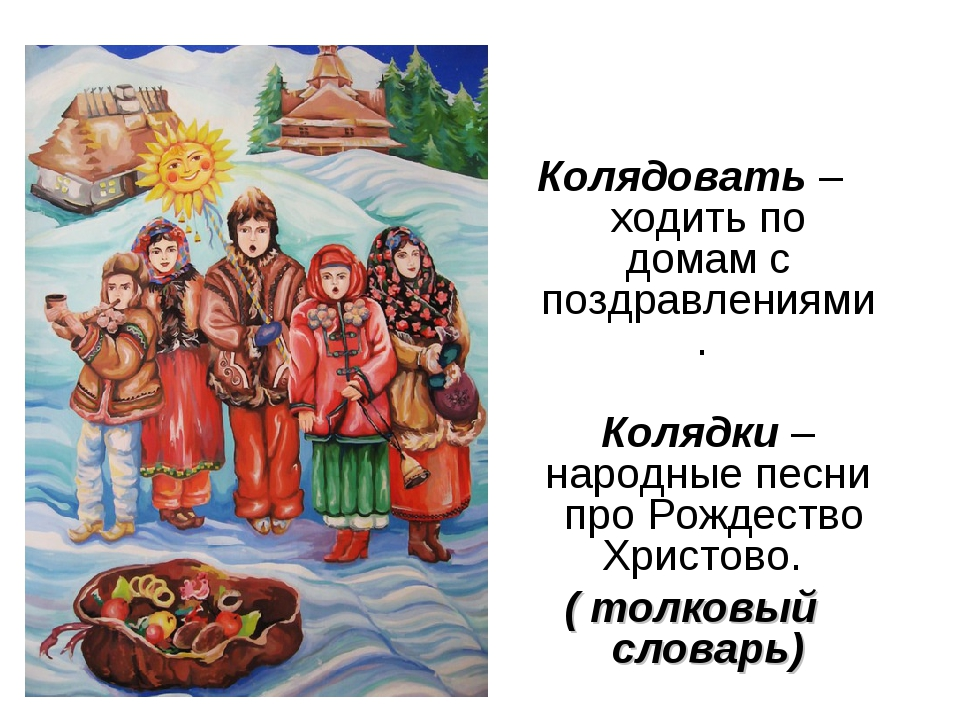 Колядовать –
ходить по
домам с
поздравлениями
.
Колядки –
народные песни
про Рождество
Христово.
( толковый
словарь)